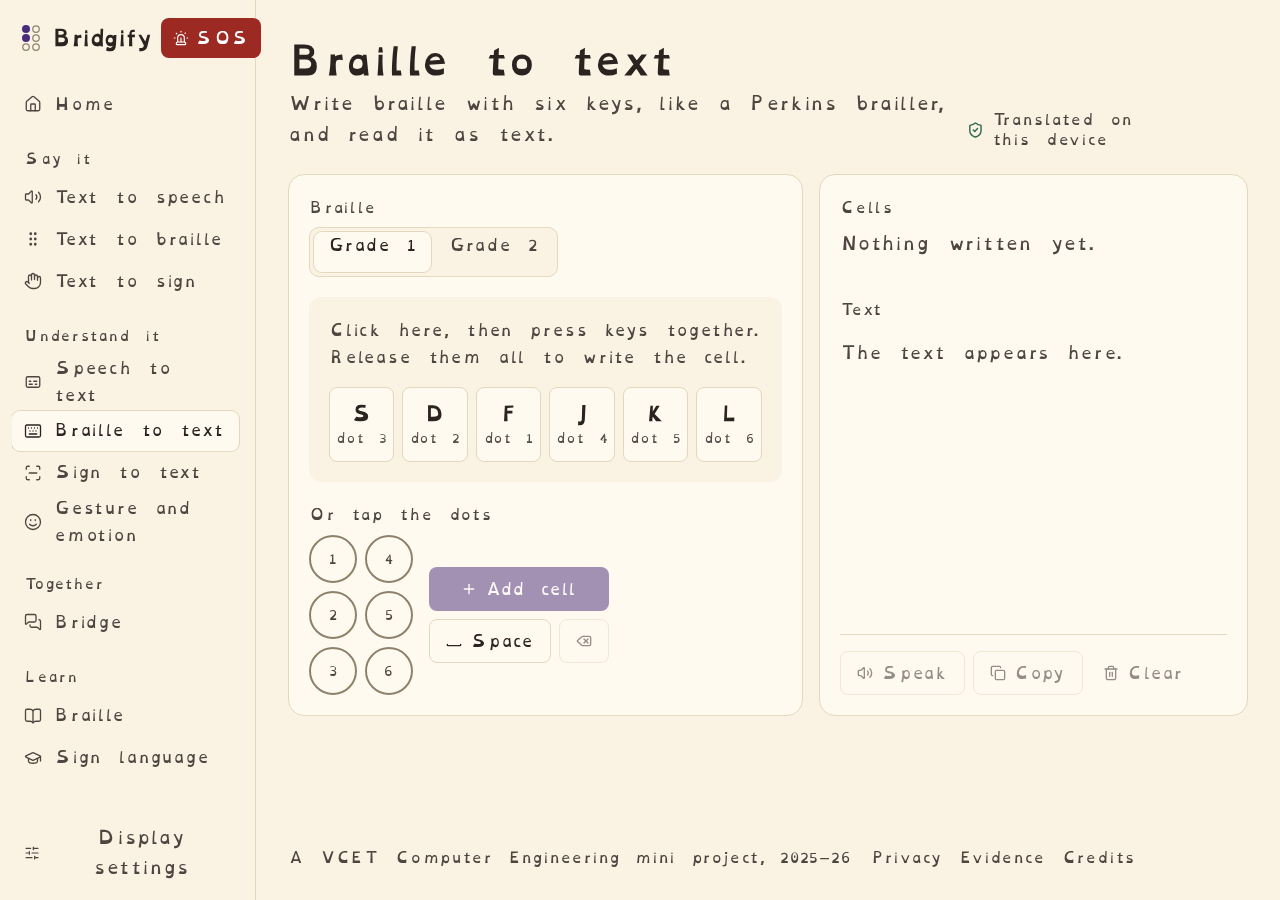 Bridgify
SOS
Home
Say it
Text to speech
Text to braille
Text to sign
Understand it
Speech to
text
Braille to text
Sign to text
Gesture and
emotion
Together
Bridge
Learn
Braille
Sign language
Display
settings
Braille to text
Write braille with six keys, like a Perkins brailler,
and read it as text.
Translated on
this device
Braille
Grade 1 Grade 2
Click here, then press keys together.
Release them all to write the cell.
S D F J K L
dot 3 dot 2 dot 1 dot 4 dot 5 dot 6
Or tap the dots
1 4
2 5
3 6
+ Add cell
Space
Cells
Nothing written yet.
Text
The text appears here.
Speak Copy Clear
A VCET Computer Engineering mini project, 2025–26 Privacy Evidence Credits